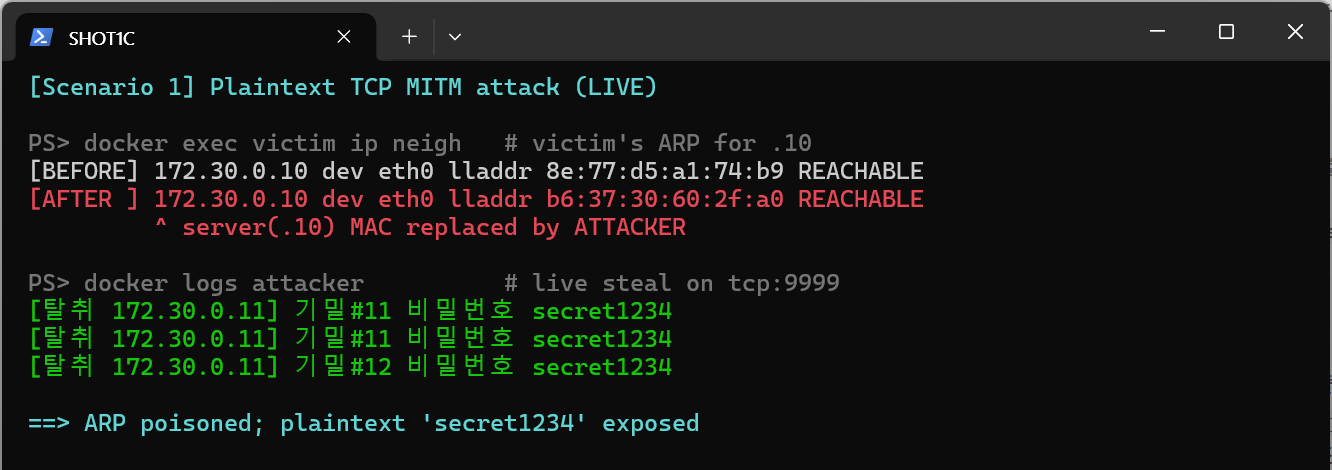 SHOT1C
[Scenario 1] Plaintext TCP MITM attack (LIVE)
PS> docker exec victim ip neigh   # victim's ARP for .10
[BEFORE] 172.30.0.10 dev eth0 lladdr 8e:77:d5:a1:74:b9 REACHABLE
[AFTER ] 172.30.0.10 dev eth0 lladdr b6:37:30:60:2f:a0 REACHABLE
^ server(.10) MAC replaced by ATTACKER
PS> docker logs attacker          # live steal on tcp:9999
[탈취 172.30.0.11] 기밀#11 비밀번호 secret1234
[탈취 172.30.0.11] 기밀#11 비밀번호 secret1234
[탈취 172.30.0.11] 기밀#12 비밀번호 secret1234
==> ARP poisoned; plaintext 'secret1234' exposed